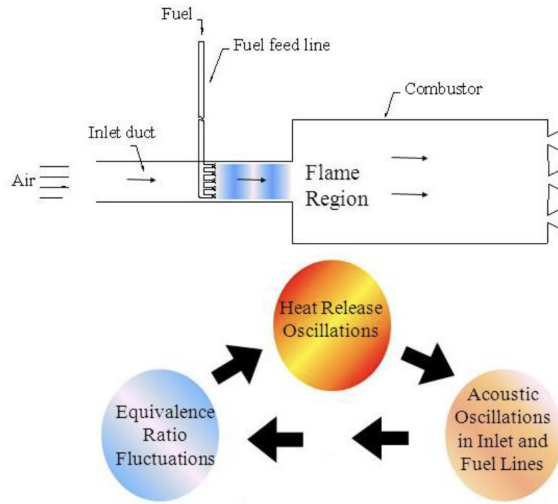 Fuel
Fuel feed line
Combustor
Inlet duct
Air
Flame
Region
Heat Release
Oscillations
Equivalence
Ratio
Fluctuations
Acoustic
Oscillations
in Inlet and
Fuel Lines